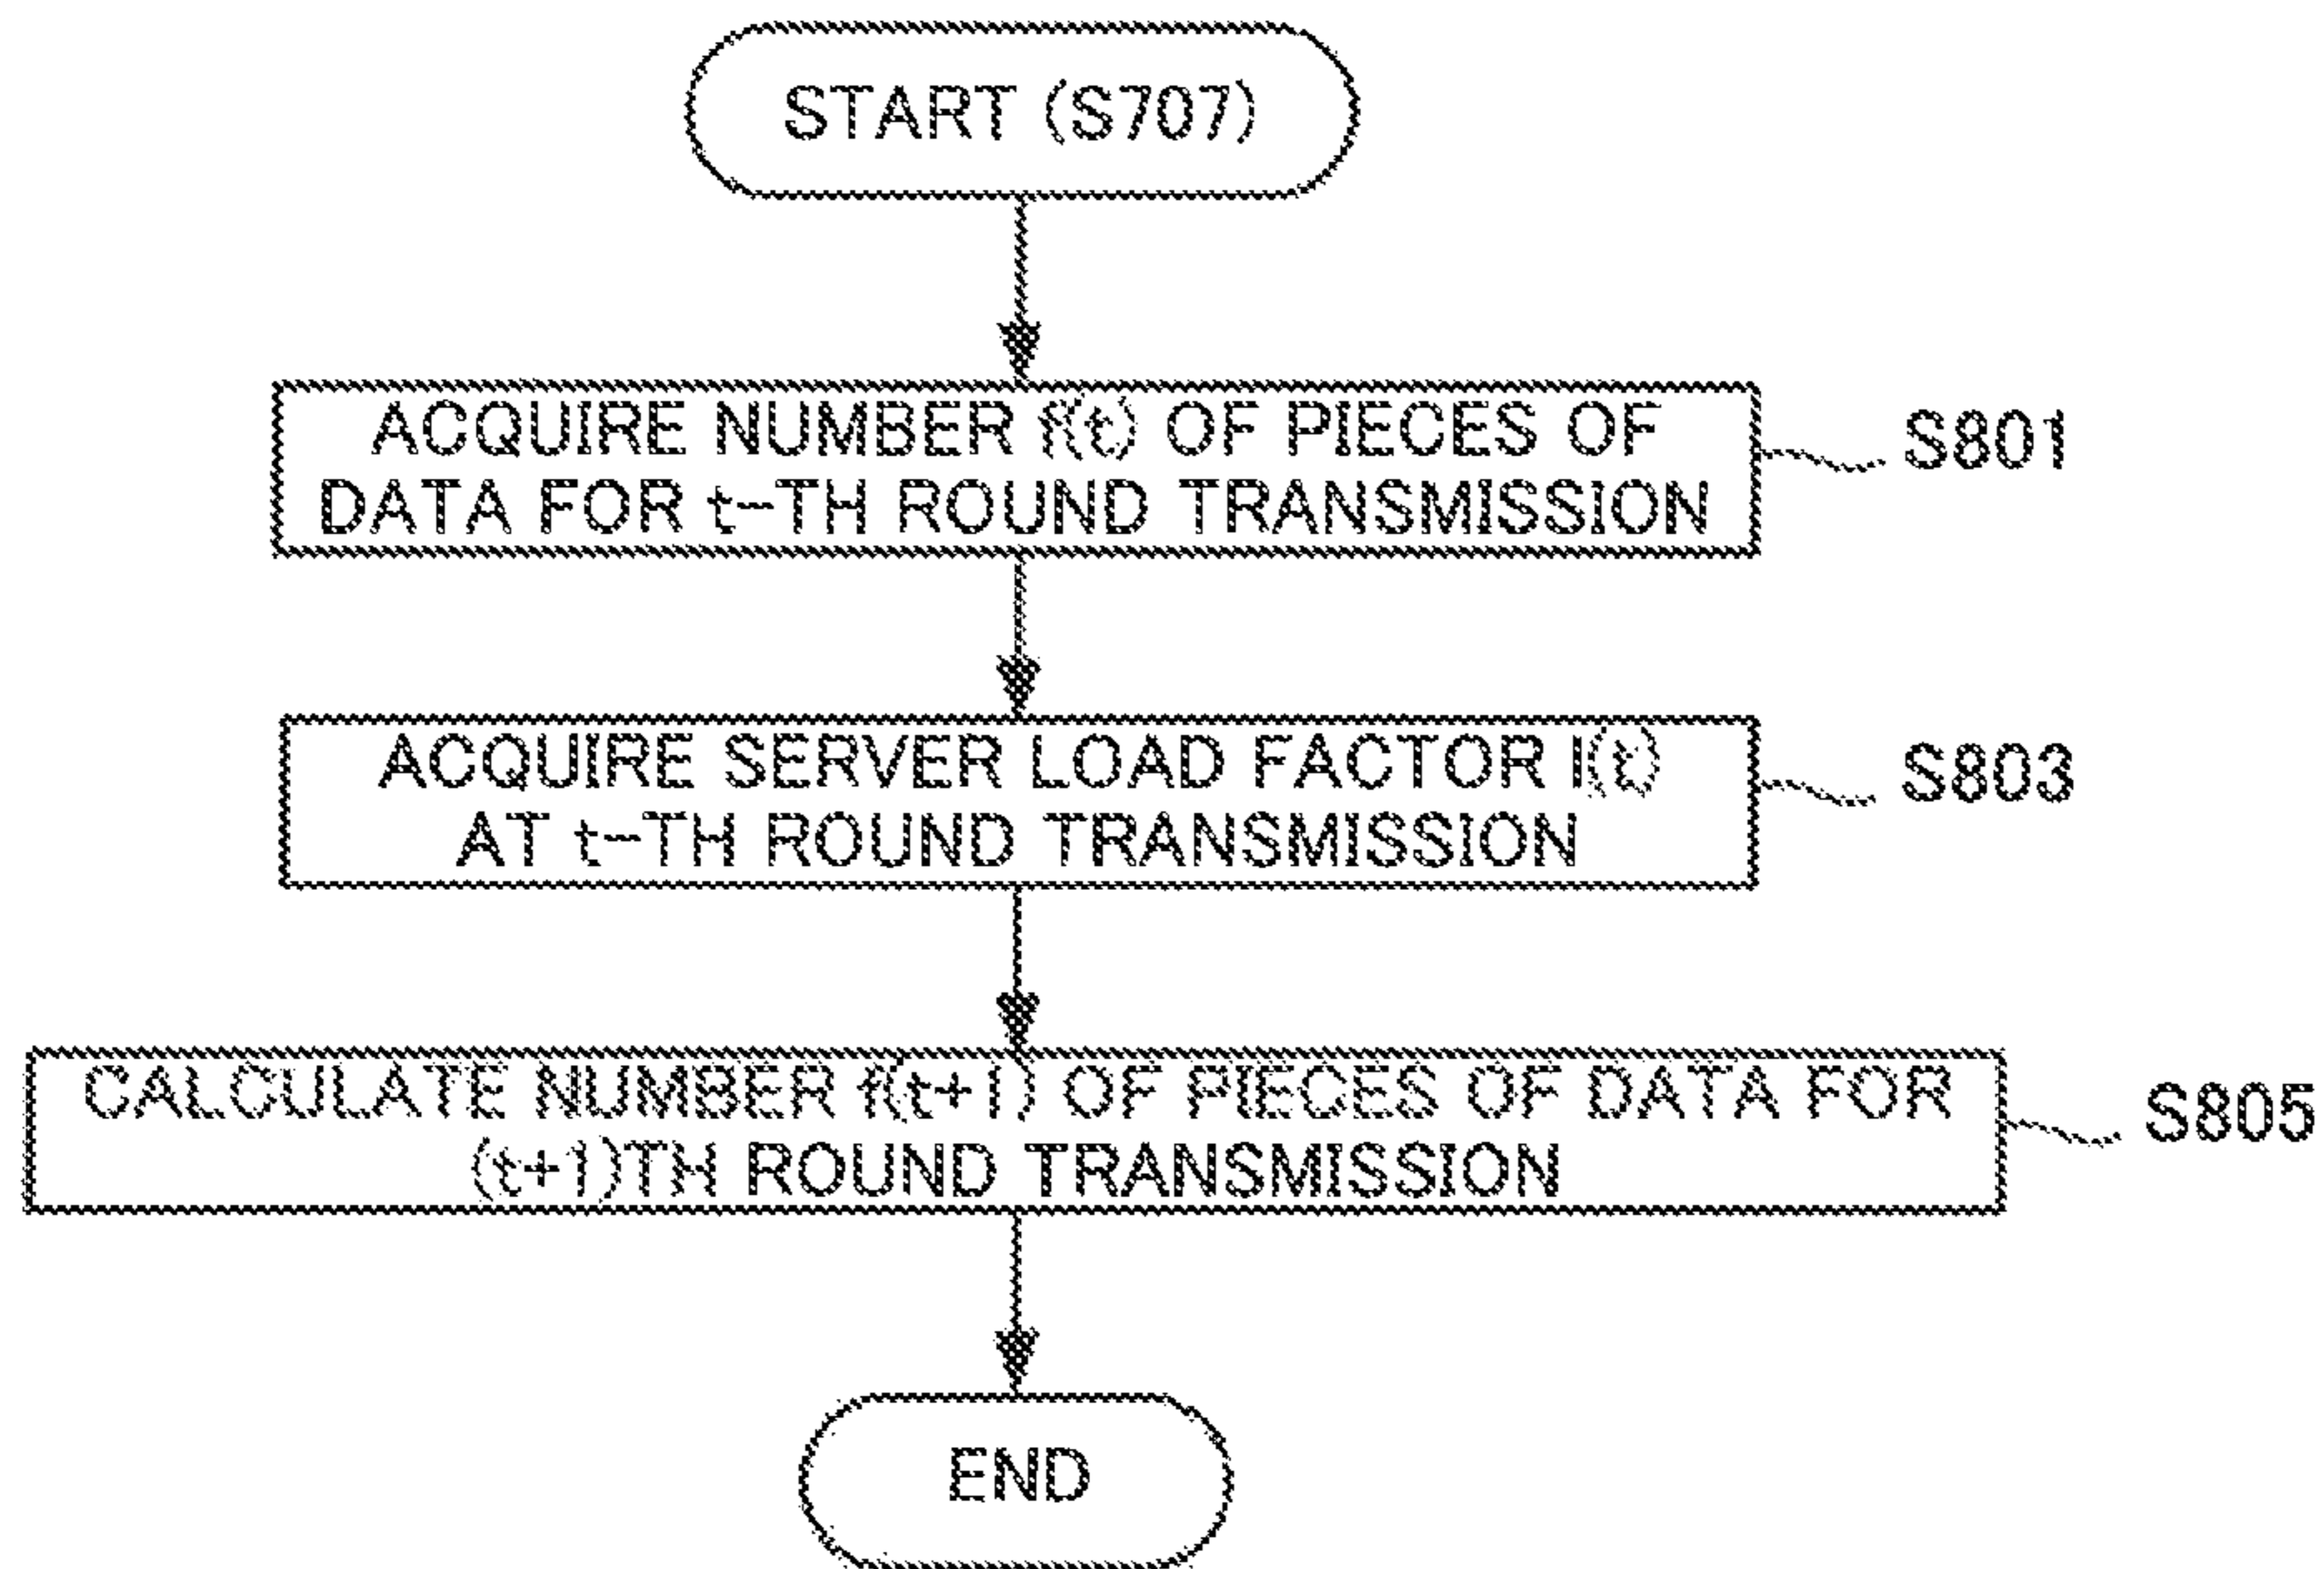 START (S707)
ACQUIRE NUMBER f(t) OF PIECES OF
DATA FOR t-TH ROUND TRANSMISSION
S801
ACQUIRE SERVER LOAD FACTOR l(t)
AT t-TH ROUND TRANSMISSION
S803
CALCULATE NUMBER f(t+1) OF PIECES OF DATA FOR
(t+1)TH ROUND TRANSMISSION
S805
END